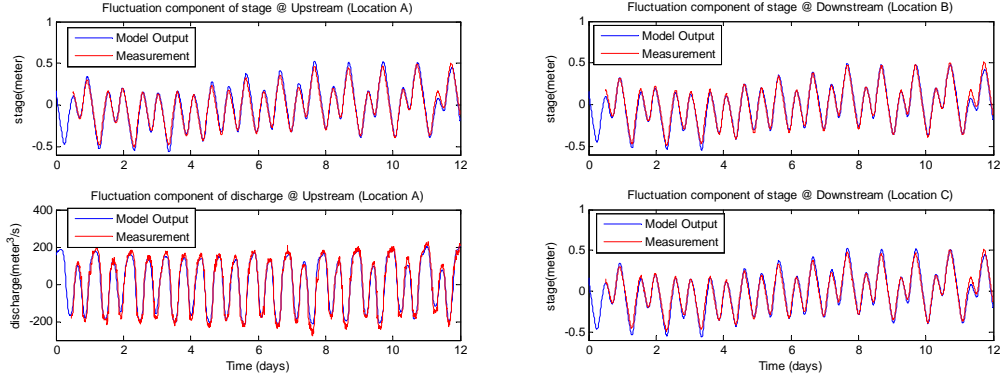 Fluctuation component of stage @ Upstream (Location A)
1
0.5
0
-0.5
stage(meter)
Model Output
Measurement
0 2 4 6 8 10 12
Fluctuation component of discharge @ Upstream (Location A)
400
200
0
-200
discharge(meter³/s)
Model Output
Measurement
0 2 4 6 8 10 12
Time (days)
Fluctuation component of stage @ Downstream (Location B)
1
0.5
0
-0.5
stage(meter)
Model Output
Measurement
0 2 4 6 8 10 12
Fluctuation component of stage @ Downstream (Location C)
1
0.5
0
-0.5
stage(meter)
Model Output
Measurement
0 2 4 6 8 10 12
Time (days)